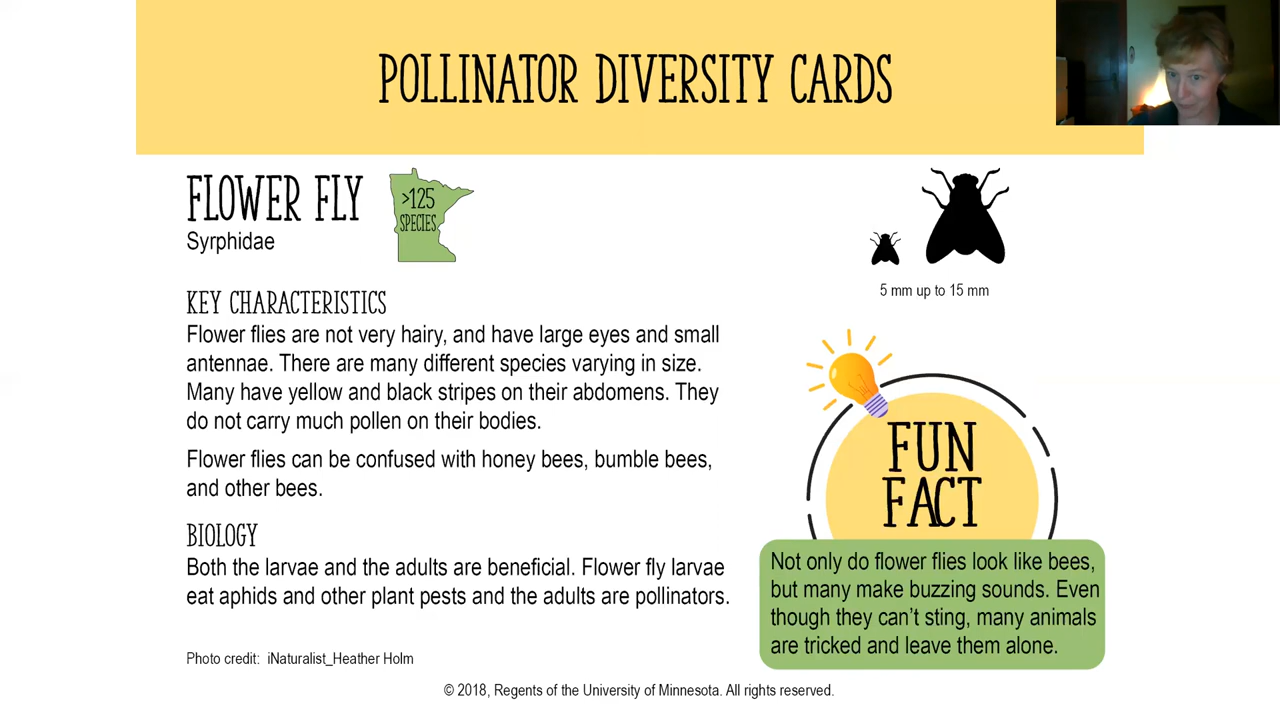 POLLINATOR DIVERSITY CARDS
FLOWER FLY
>125
SPECIES
Syrphidae
5 mm up to 15 mm
KEY CHARACTERISTICS
Flower flies are not very hairy, and have large eyes and small
antennae. There are many different species varying in size.
Many have yellow and black stripes on their abdomens. They
do not carry much pollen on their bodies.
Flower flies can be confused with honey bees, bumble bees,
and other bees.
BIOLOGY
Both the larvae and the adults are beneficial. Flower fly larvae
eat aphids and other plant pests and the adults are pollinators.
FUN
FACT
Not only do flower flies look like bees,
but many make buzzing sounds. Even
though they can't sting, many animals
are tricked and leave them alone.
Photo credit: iNaturalist_Heather Holm
© 2018, Regents of the University of Minnesota. All rights reserved.